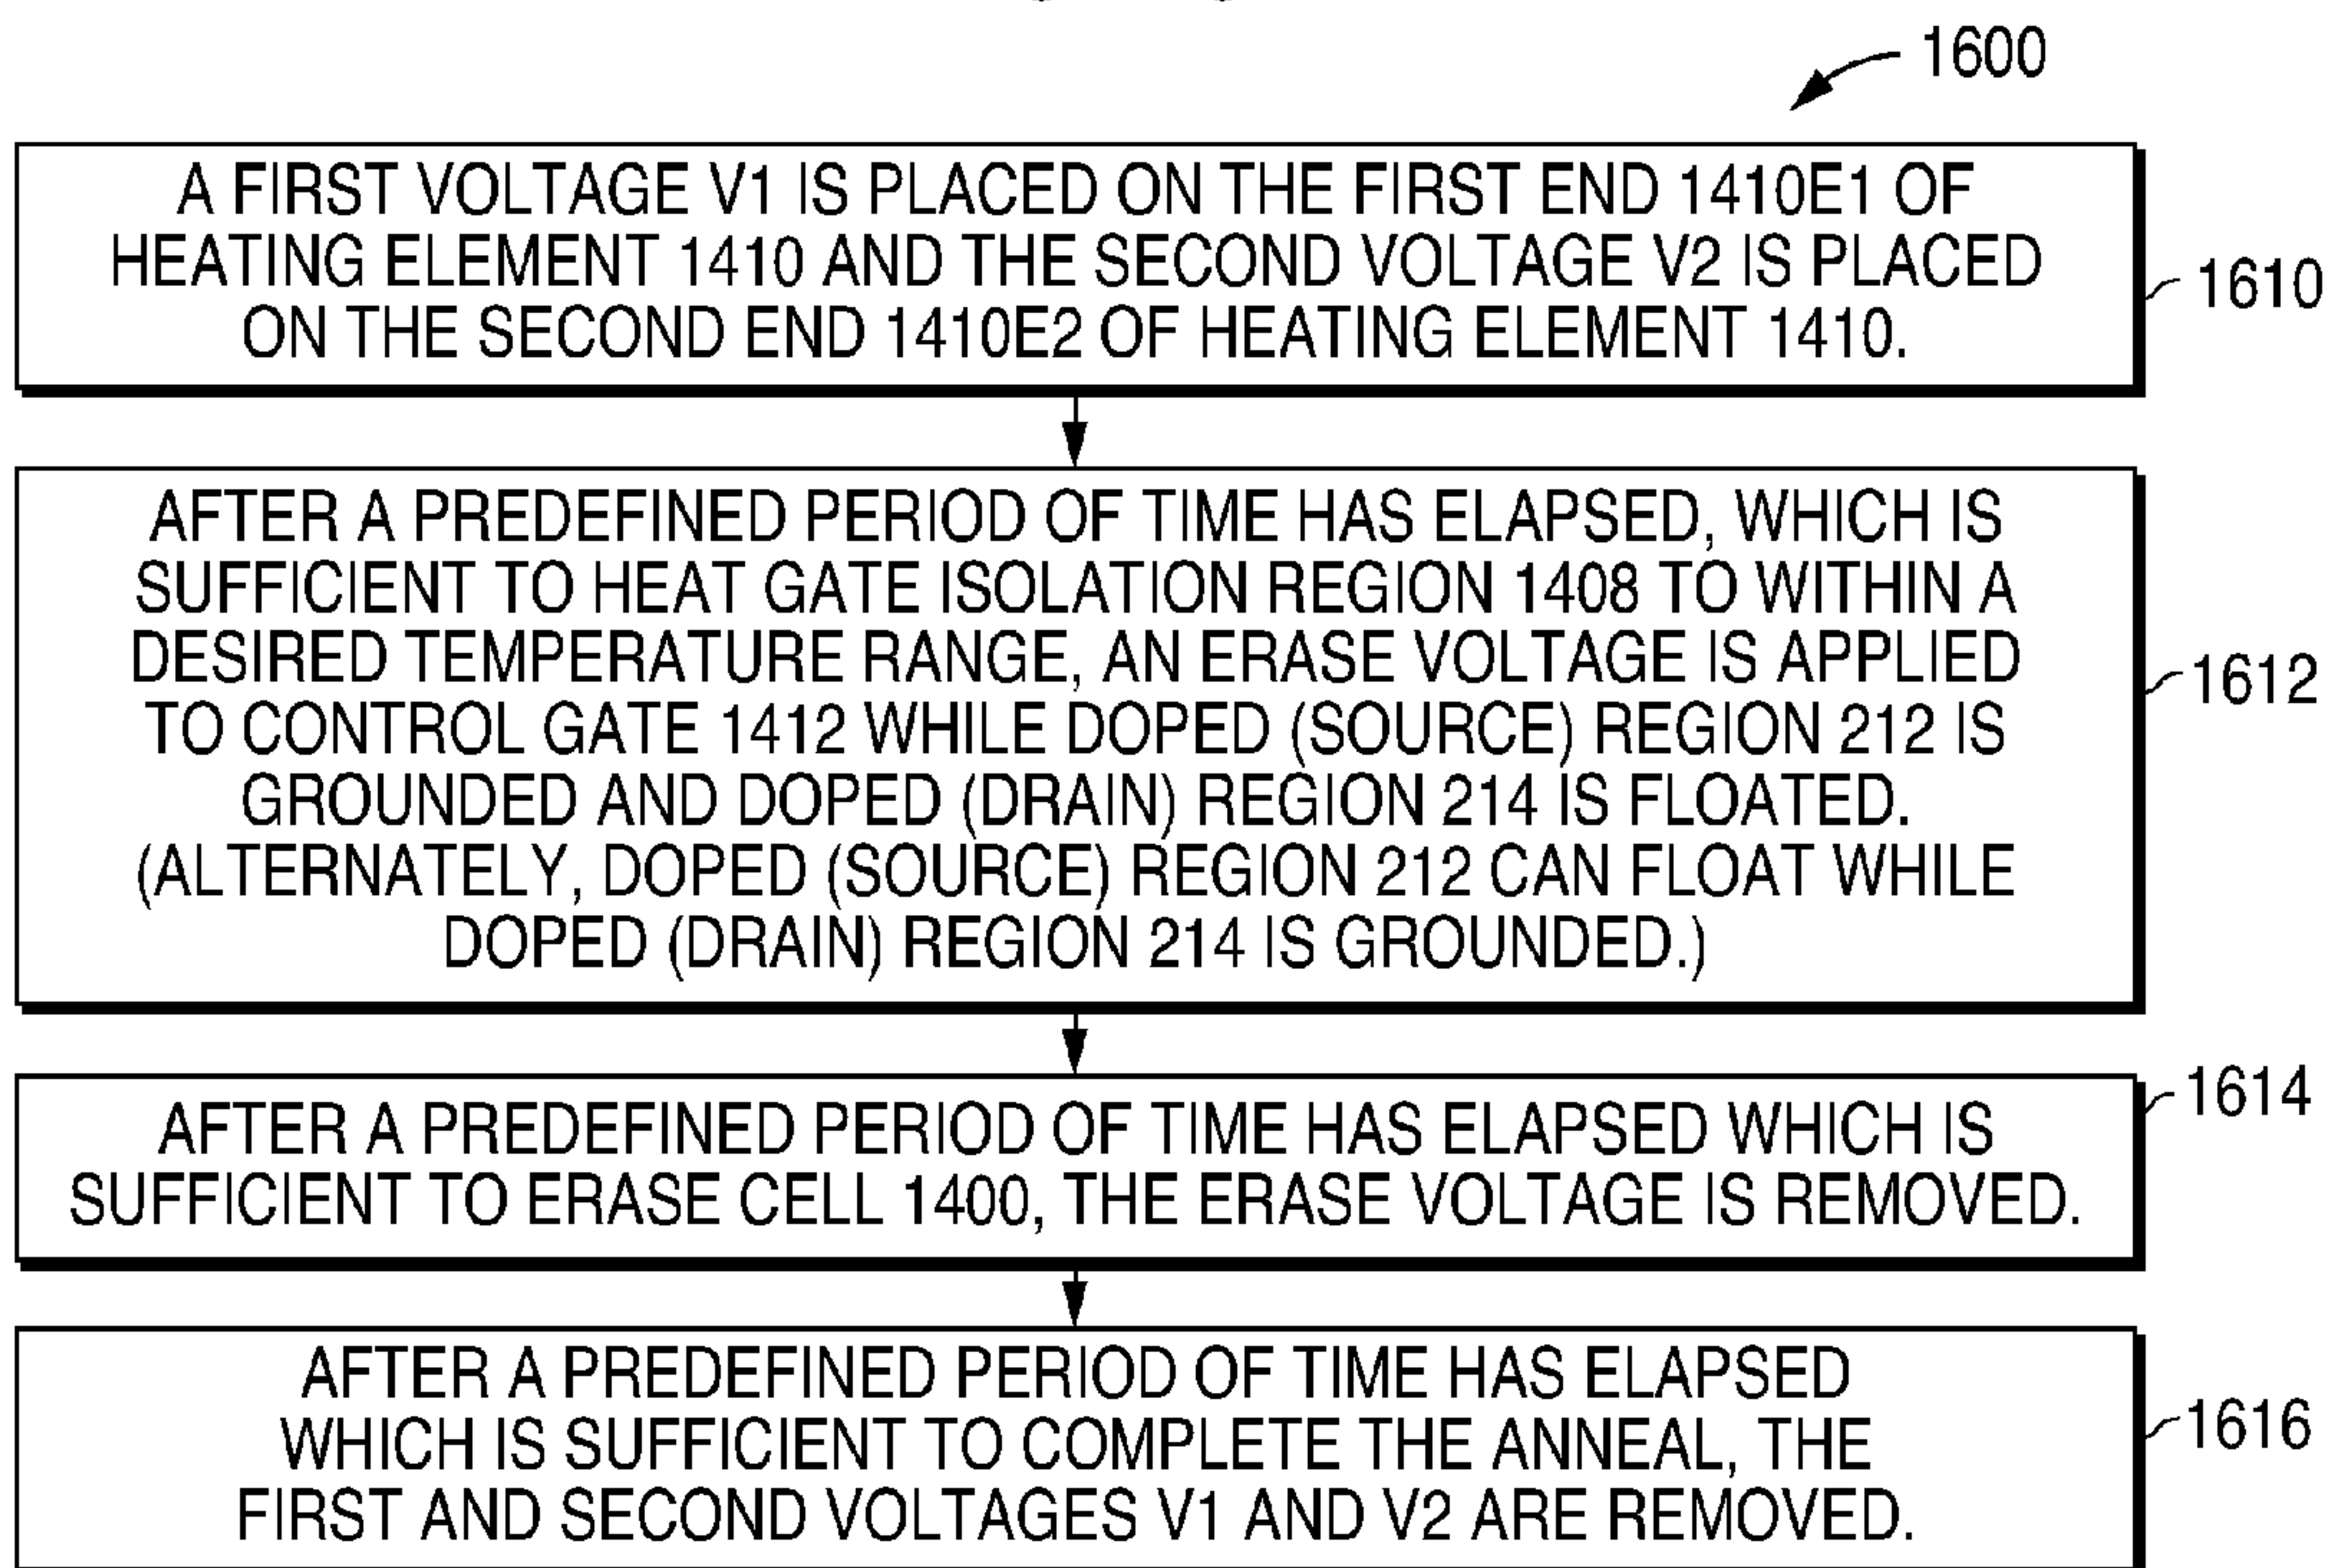 1600
A FIRST VOLTAGE V1 IS PLACED ON THE FIRST END 1410E1 OF
HEATING ELEMENT 1410 AND THE SECOND VOLTAGE V2 IS PLACED
ON THE SECOND END 1410E2 OF HEATING ELEMENT 1410.
1610
AFTER A PREDEFINED PERIOD OF TIME HAS ELAPSED, WHICH IS
SUFFICIENT TO HEAT GATE ISOLATION REGION 1408 TO WITHIN A
DESIRED TEMPERATURE RANGE, AN ERASE VOLTAGE IS APPLIED
TO CONTROL GATE 1412 WHILE DOPED (SOURCE) REGION 212 IS
GROUNDED AND DOPED (DRAIN) REGION 214 IS FLOATED.
(ALTERNATELY, DOPED (SOURCE) REGION 212 CAN FLOAT WHILE
DOPED (DRAIN) REGION 214 IS GROUNDED.)
1612
AFTER A PREDEFINED PERIOD OF TIME HAS ELAPSED WHICH IS
SUFFICIENT TO ERASE CELL 1400, THE ERASE VOLTAGE IS REMOVED.
1614
AFTER A PREDEFINED PERIOD OF TIME HAS ELAPSED
WHICH IS SUFFICIENT TO COMPLETE THE ANNEAL, THE
FIRST AND SECOND VOLTAGES V1 AND V2 ARE REMOVED.
1616